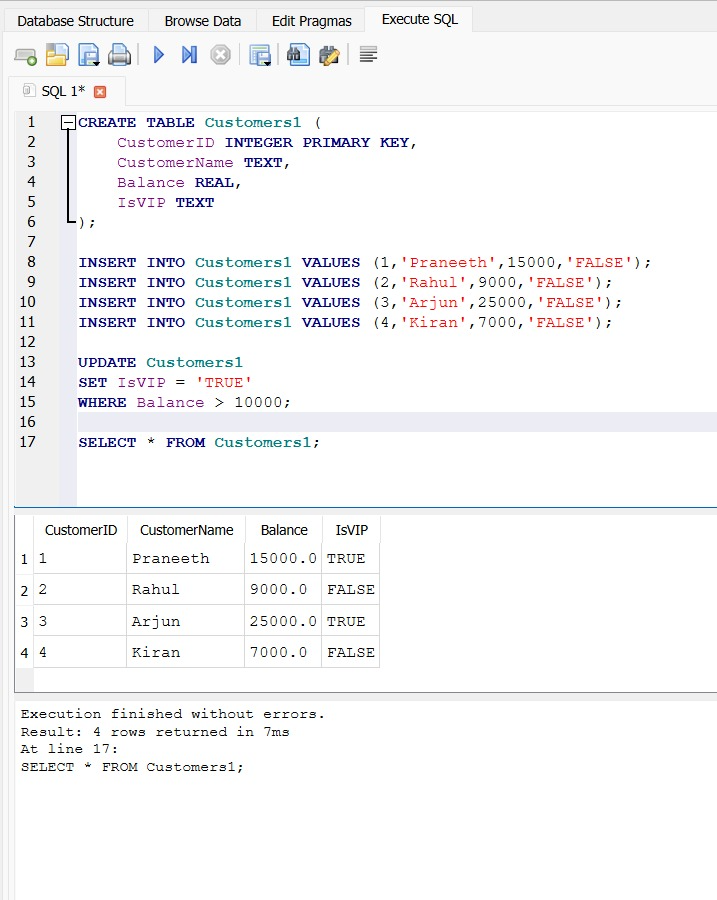 Database Structure Browse Data Edit Pragmas Execute SQL
SQL 1*
1 CREATE TABLE Customers1 (
2 CustomerID INTEGER PRIMARY KEY,
3 CustomerName TEXT,
4 Balance REAL,
5 IsVIP TEXT
6 );
7
8 INSERT INTO Customers1 VALUES (1,'Praneeth',15000,'FALSE');
9 INSERT INTO Customers1 VALUES (2,'Rahul',9000,'FALSE');
10 INSERT INTO Customers1 VALUES (3,'Arjun',25000,'FALSE');
11 INSERT INTO Customers1 VALUES (4,'Kiran',7000,'FALSE');
12
13 UPDATE Customers1
14 SET IsVIP = 'TRUE'
15 WHERE Balance > 10000;
16
17 SELECT * FROM Customers1;
CustomerID CustomerName Balance IsVIP
1 1 Praneeth 15000.0 TRUE
2 2 Rahul 9000.0 FALSE
3 3 Arjun 25000.0 TRUE
4 4 Kiran 7000.0 FALSE
Execution finished without errors.
Result: 4 rows returned in 7ms
At line 17:
SELECT * FROM Customers1;